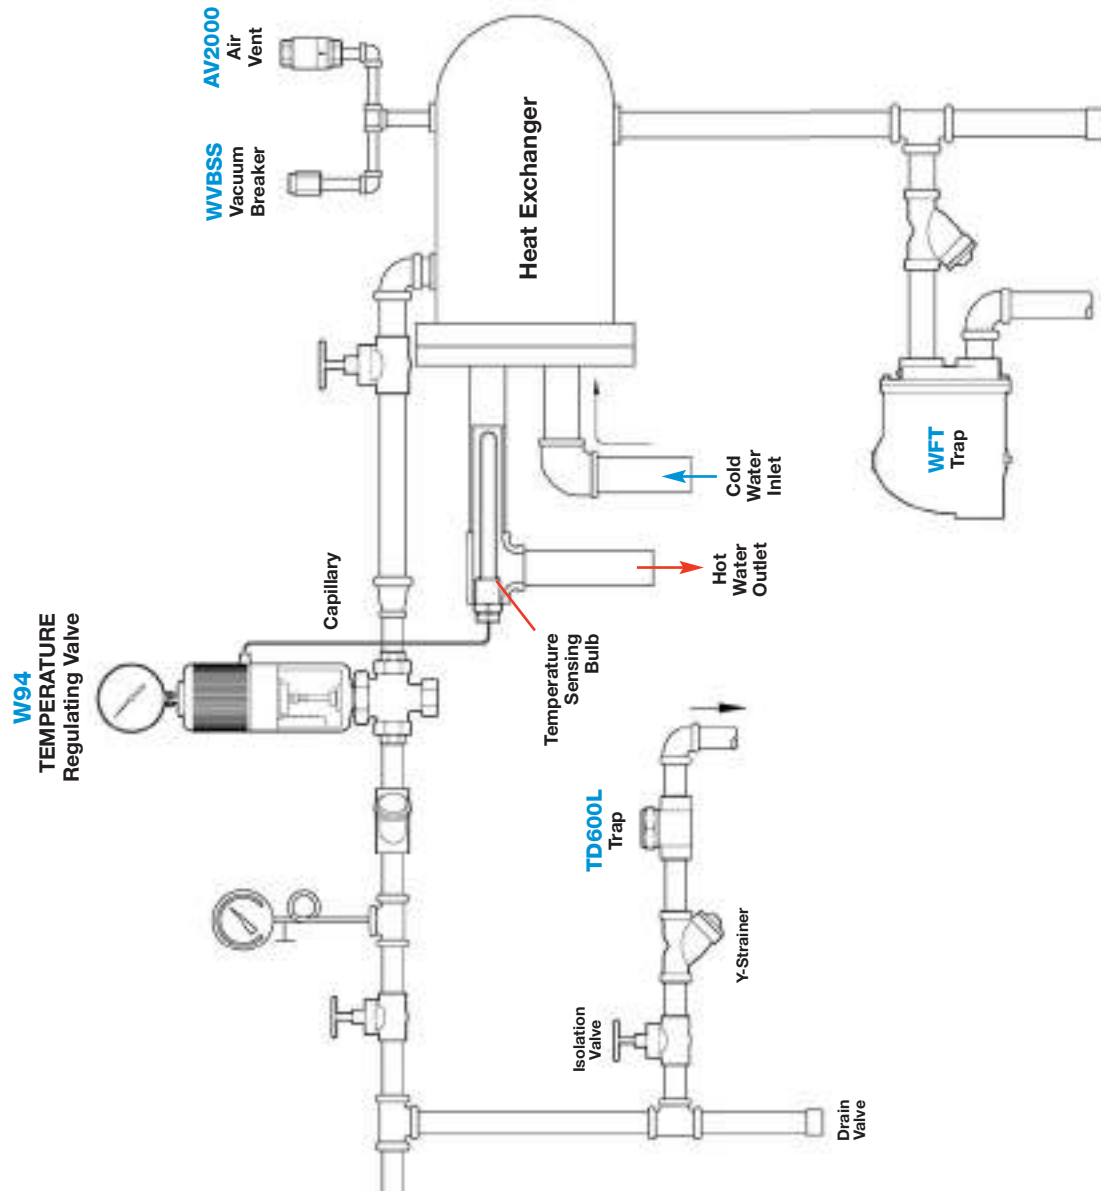 W94
TEMPERATURE
Regulating Valve
Capillary
WVBSS
Vacuum
Breaker
AV2000
Air
Vent
Heat Exchanger
Temperature
Sensing
Bulb
Hot
Water
Outlet
Cold
Water
Inlet
WFT
Trap
Isolation
Valve
Y-Strainer
TD600L
Trap
Drain
Valve